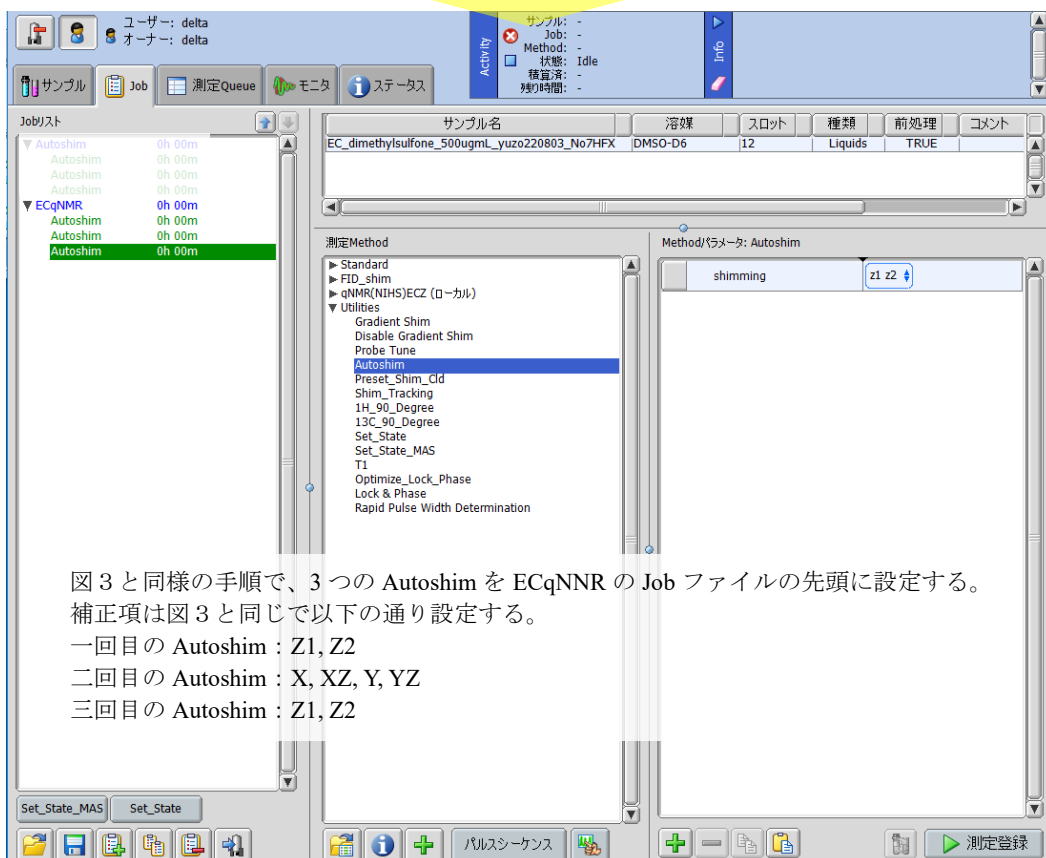 ユーザー: delta
オーナー: delta
Activity
サンプル: -
Job: -
Method: -
状態: Idle
積算済: -
残り時間: -
Info
サンプル
Job
測定Queue
モニタ
ステータス
Jobリスト
Autoshim 0h 00m
Autoshim 0h 00m
Autoshim 0h 00m
Autoshim 0h 00m
ECqNMR 0h 00m
Autoshim 0h 00m
Autoshim 0h 00m
Autoshim 0h 00m
サンプル名 溶媒 スロット 種類 前処理 コメント
EC_dimethylsulfone_500ugmL_yuzo220803_No7HFX DMSO-D6 12 Liquids TRUE
測定Method
Standard
FID_shim
qNMR(NIHS)ECZ (ローカル)
Utilities
Gradient Shim
Disable Gradient Shim
Probe Tune
Autoshim
Preset_Shim_Cld
Shim_Tracking
1H_90_Degree
13C_90_Degree
Set_State
Set_State_MAS
T1
Optimize_Lock_Phase
Lock & Phase
Rapid Pulse Width Determination
Methodパラメータ: Autoshim
shimming z1 z2
図３と同様の手順で、３つの Autoshim を ECqNNR の Job ファイルの先頭に設定する。
補正項は図３と同じで以下の通り設定する。
一回目の Autoshim：Z1, Z2
二回目の Autoshim：X, XZ, Y, YZ
三回目の Autoshim：Z1, Z2
Set_State_MAS Set_State
パルスシーケンス
測定登録